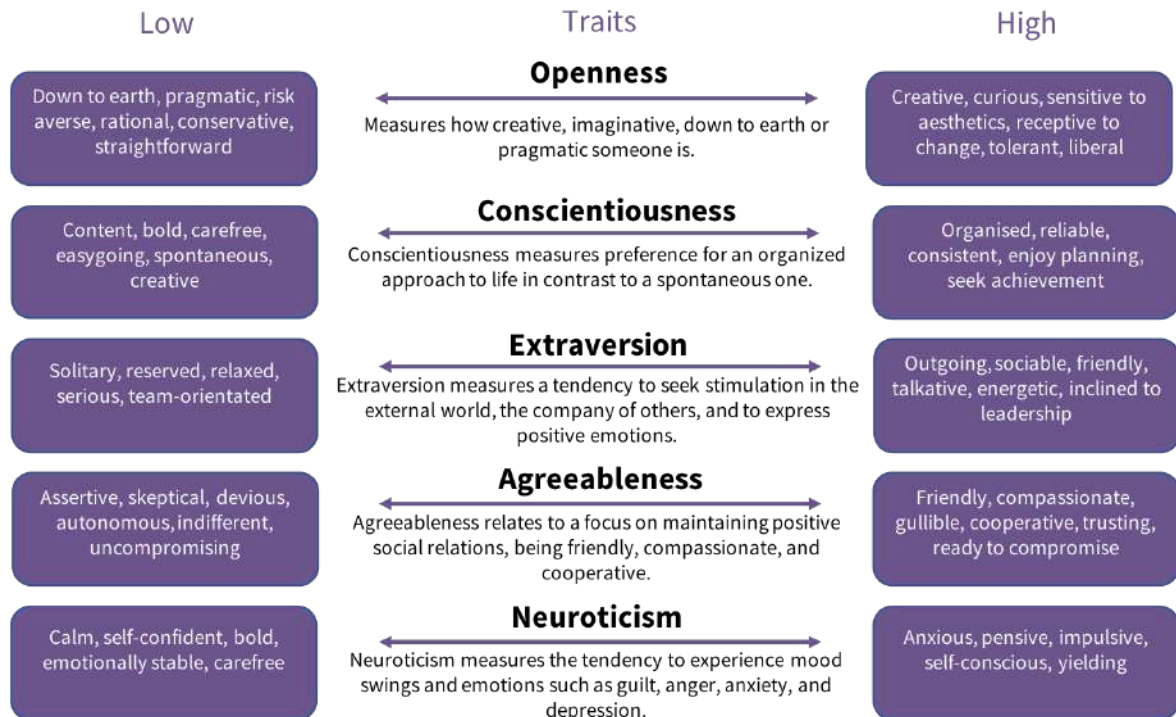 Low
Traits
High
Openness
Down to earth, pragmatic, risk
averse, rational, conservative,
straightforward
Measures how creative, imaginative, down to earth or
pragmatic someone is.
Creative, curious, sensitive to
aesthetics, receptive to
change, tolerant, liberal
Conscientiousness
Content, bold, carefree,
easygoing, spontaneous,
creative
Conscientiousness measures preference for an organized
approach to life in contrast to a spontaneous one.
Organised, reliable,
consistent, enjoy planning,
seek achievement
Extraversion
Solitary, reserved, relaxed,
serious, team-orientated
Extraversion measures a tendency to seek stimulation in the
external world, the company of others, and to express
positive emotions.
Outgoing, sociable, friendly,
talkative, energetic, inclined to
leadership
Agreeableness
Assertive, skeptical, devious,
autonomous, indifferent,
uncompromising
Agreeableness relates to a focus on maintaining positive
social relations, being friendly, compassionate, and
cooperative.
Friendly, compassionate,
gullible, cooperative, trusting,
ready to compromise
Neuroticism
Calm, self-confident, bold,
emotionally stable, carefree
Neuroticism measures the tendency to experience mood
swings and emotions such as guilt, anger, anxiety, and
depression.
Anxious, pensive, impulsive,
self-conscious, yielding